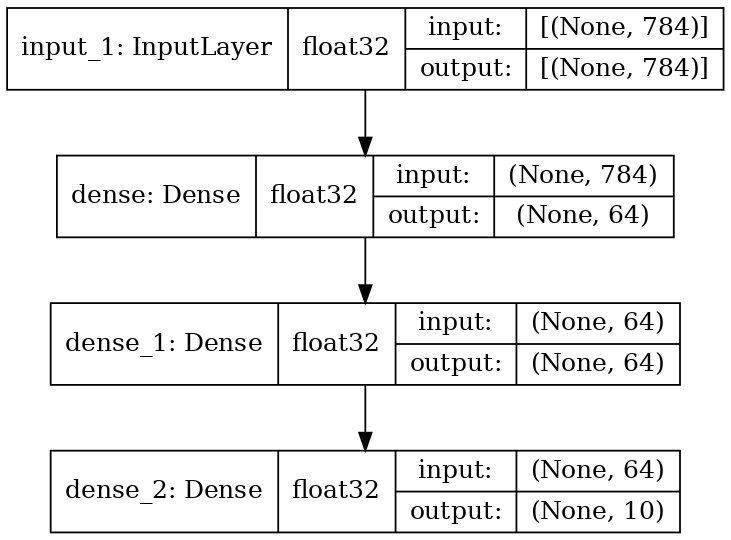 input_1: InputLayer float32 input: [(None, 784)]
output: [(None, 784)]
dense: Dense float32 input: (None, 784)
output: (None, 64)
dense_1: Dense float32 input: (None, 64)
output: (None, 64)
dense_2: Dense float32 input: (None, 64)
output: (None, 10)